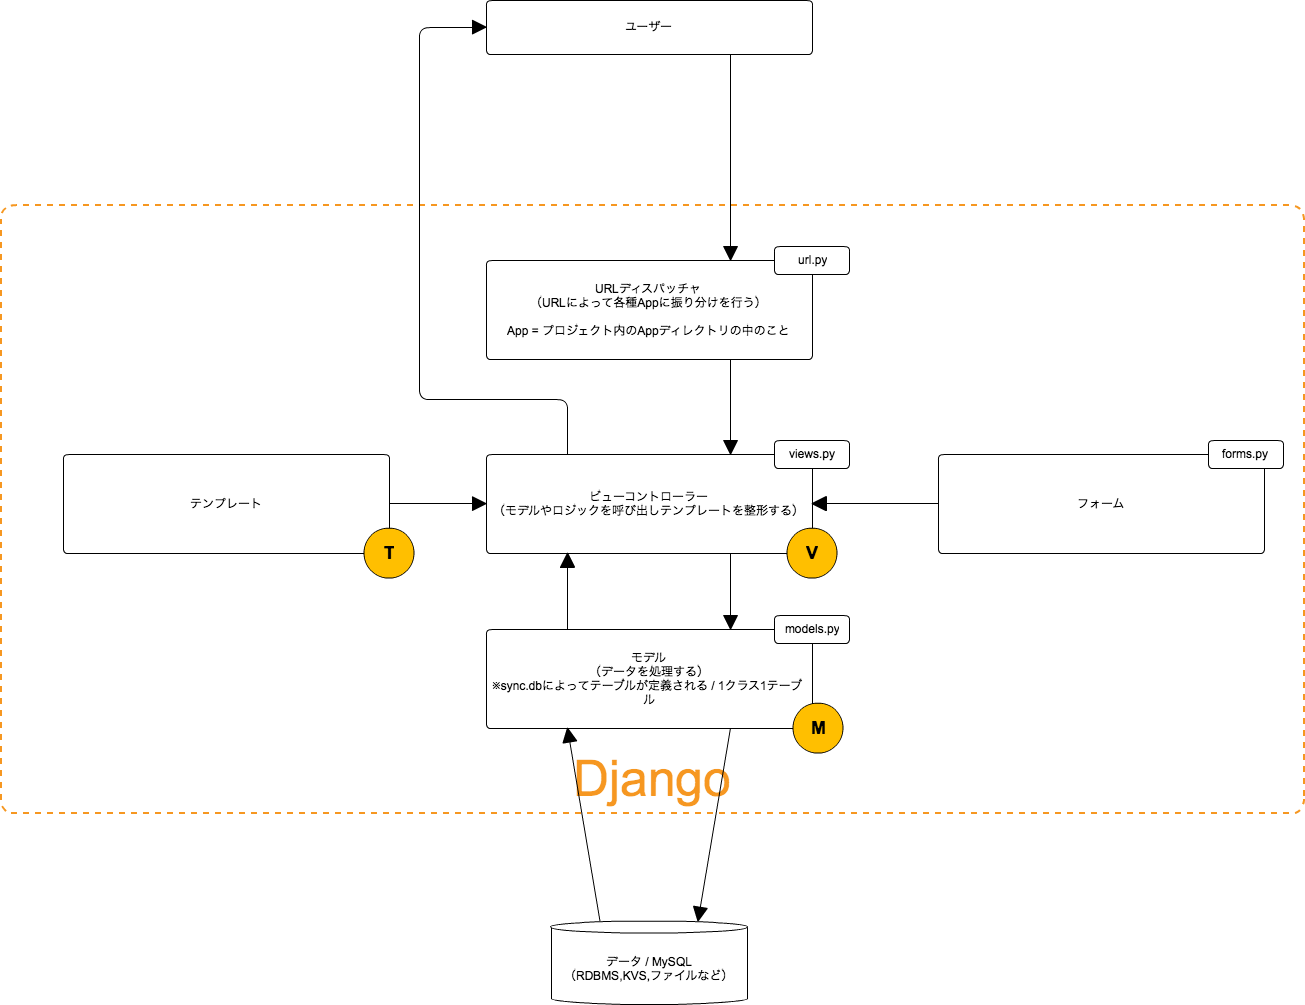 ユーザー
url.py
URLディスパッチャ
（URLによって各種Appに振り分けを行う）
App = プロジェクト内のAppディレクトリの中のこと
テンプレート
T
views.py
ビューコントローラー
（モデルやロジックを呼び出しテンプレートを整形する）
V
forms.py
フォーム
models.py
モデル
（データを処理する）
※sync.dbによってテーブルが定義される / 1クラス1テーブ
ル
M
Django
データ / MySQL
（RDBMS,KVS,ファイルなど）